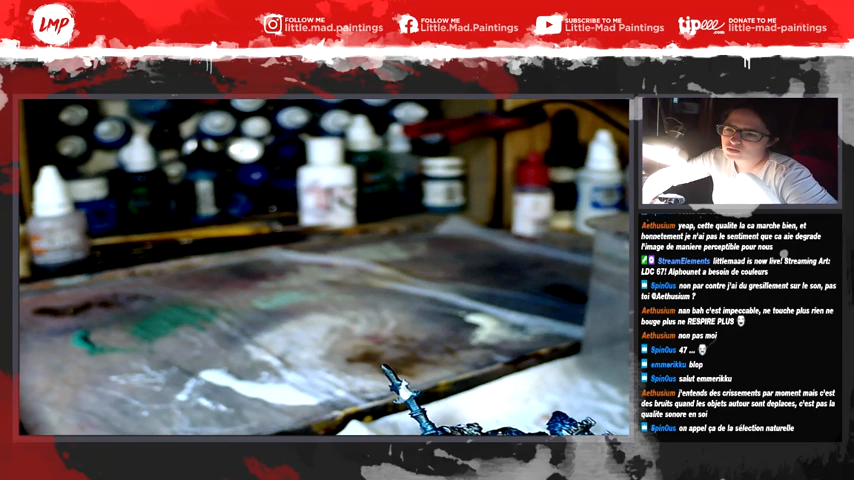 LMP
FOLLOW ME
little.mad.paintings
FOLLOW ME
Little.Mad.Paintings
SUBSCRIBE TO ME
Little-Mad Paintings
tipeee
.com
DONATE TO ME
little-mad-paintings
Aethusium yeap, cette qualite la ca marche bien, et
honnetement je n'ai pas le sentiment que ca aie degrade
l'image de maniere perceptible pour nous
StreamElements littlemaad is now live! Streaming Art:
LDC 67! Alphounet a besoin de couleurs
Spin0us non par contre j'ai du gresillement sur le son, pas
toi @Aethusium ?
Aethusium nan bah c'est impeccable, ne touche plus rien ne
bouge plus ne RESPIRE PLUS
Aethusium non pas moi
Spin0us 47 ...
emmerikku blop
Spin0us salut emmerikku
Aethusium j'entends des crissements par moment mais c'est
des bruits quand les objets autour sont deplaces, c'est pas la
qualite sonore en soi
Spin0us on appel ça de la sélection naturelle